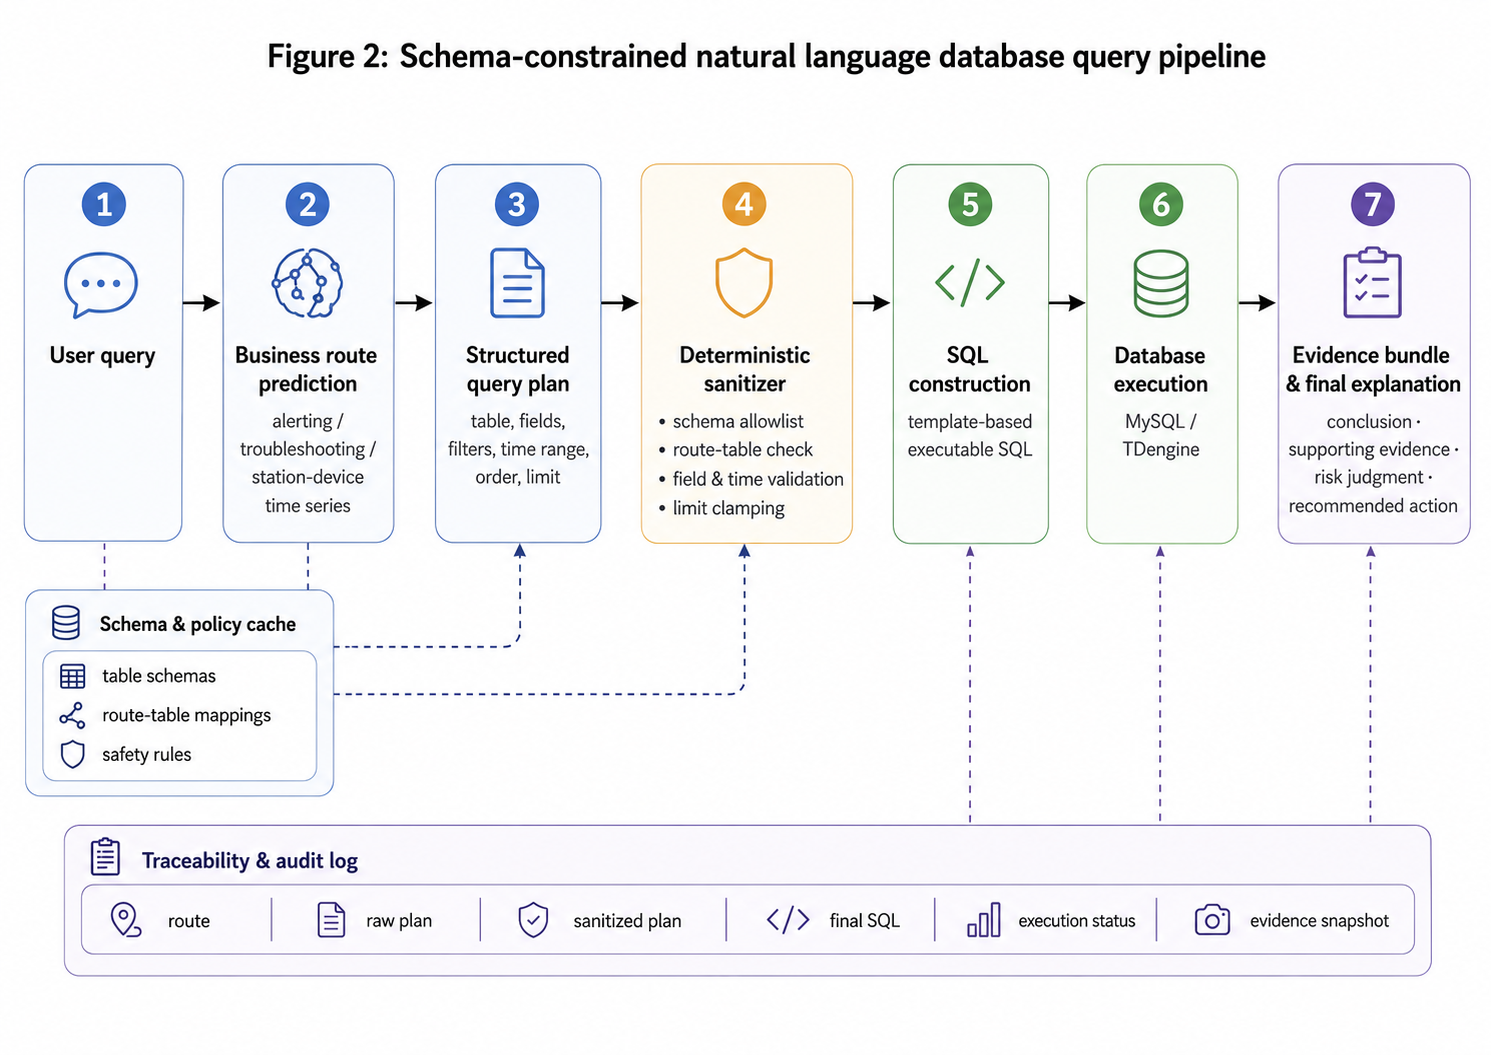 Figure 2: Schema-constrained natural language database query pipeline
1
User query
2
Business route
prediction
alerting /
troubleshooting /
station-device
time series
3
Structured
query plan
table, fields,
filters, time range,
order, limit
4
Deterministic
sanitizer
• schema allowlist
• route-table check
• field & time validation
• limit clamping
5
SQL
construction
template-based
executable SQL
6
Database
execution
MySQL /
TDengine
7
Evidence bundle
& final explanation
conclusion ·
supporting evidence ·
risk judgment ·
recommended action
Schema & policy cache
table schemas
route-table mappings
safety rules
Traceability & audit log
route
raw plan
sanitized plan
final SQL
execution status
evidence snapshot